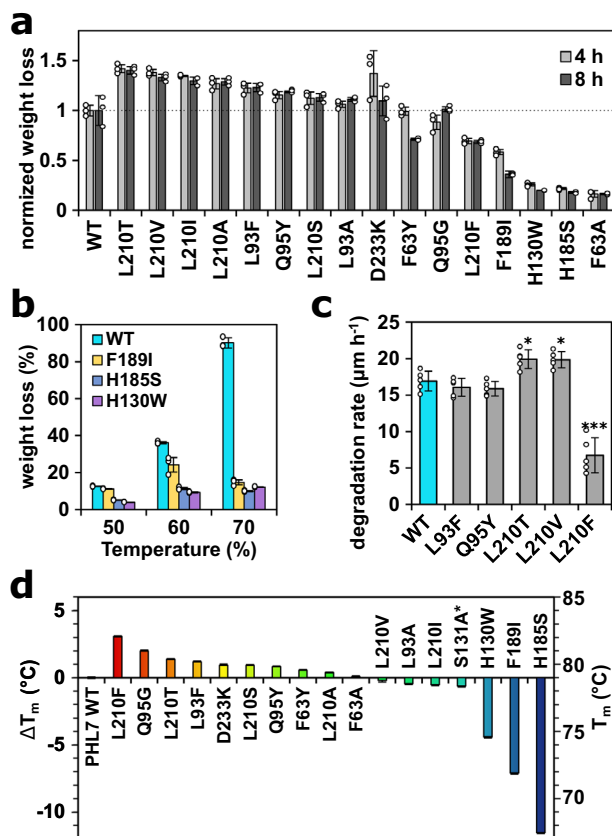 a
normized weight loss
1.5
1
0.5
0
4 h
8 h
WT
L210T
L210V
L210I
L210A
L93F
Q95Y
L210S
L93A
D233K
F63Y
Q95G
L210F
F189I
H130W
H185S
F63A
b
weight loss (%)
100
80
60
40
20
0
WT
F189I
H185S
H130W
50
60
70
Temperature (%)
c
degradation rate (µm h⁻¹)
25
20
15
10
5
0
*
*
***
WT
L93F
Q95Y
L210T
L210V
L210F
d
ΔTm (°C)
5
0
-5
-10
PHL7 WT
L210F
Q95G
L210T
L93F
D233K
L210S
Q95Y
F63Y
L210A
F63A
L210V
L93A
L210I
S131A*
H130W
F189I
H185S
85
80
75
70
Tm (°C)